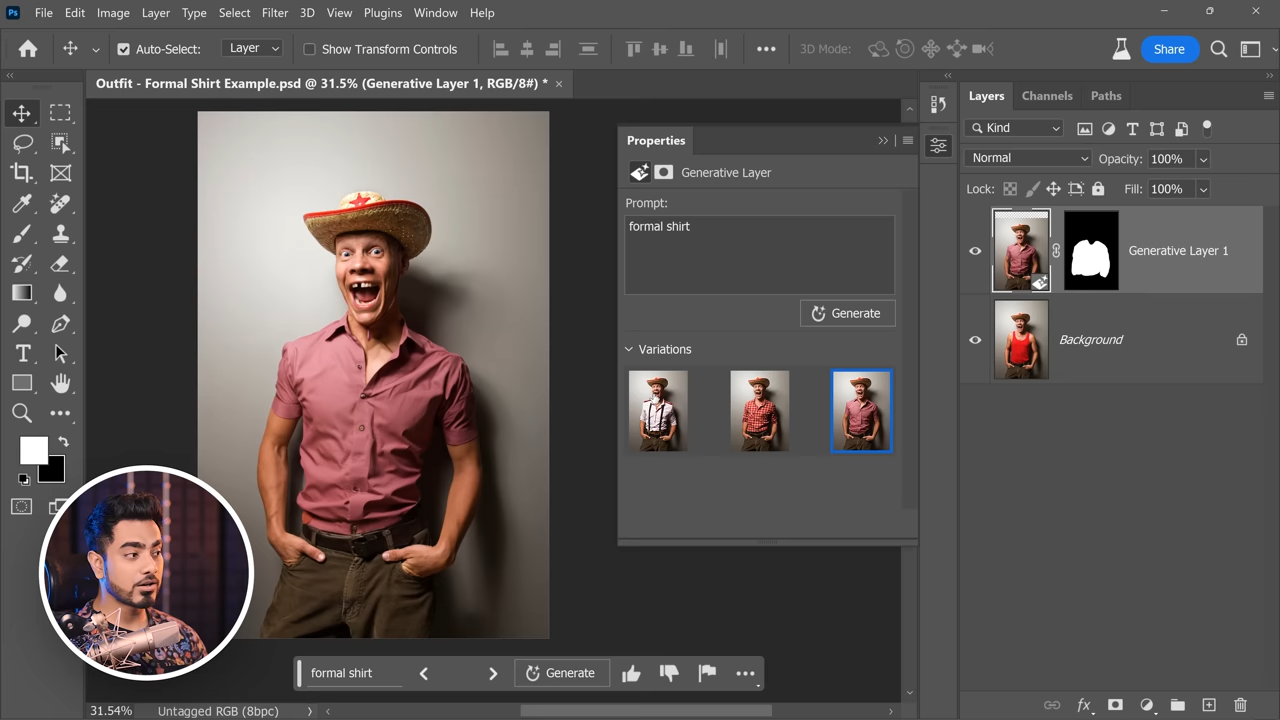 Ps File Edit Image Layer Type Select Filter 3D View Plugins Window Help
Auto-Select: Layer Show Transform Controls 3D Mode: Share
Outfit - Formal Shirt Example.psd @ 31.5% (Generative Layer 1, RGB/8#) *
Properties
Generative Layer
Prompt:
formal shirt
Generate
Variations
formal shirt Generate
31.54% Untagged RGB (8bpc)
Layers Channels Paths
Kind
Normal Opacity: 100%
Lock: Fill: 100%
Generative Layer 1
Background